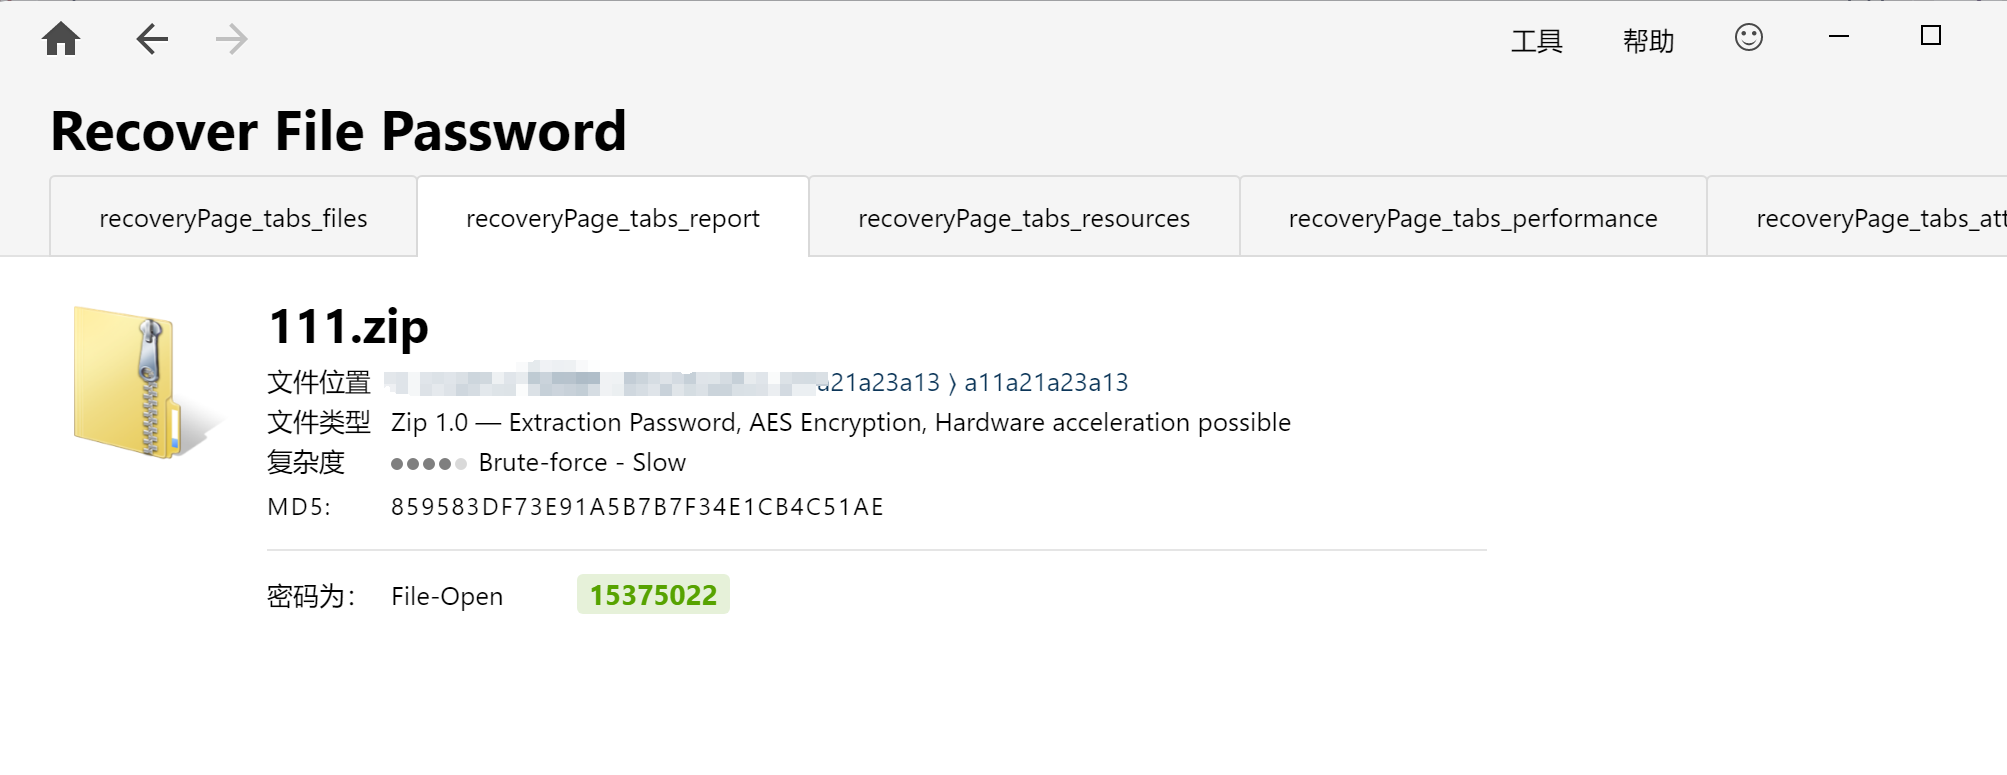 工具 帮助
Recover File Password
recoveryPage_tabs_files recoveryPage_tabs_report recoveryPage_tabs_resources recoveryPage_tabs_performance recoveryPage_tabs_att
111.zip
文件位置 a21a23a13 〉 a11a21a23a13
文件类型 Zip 1.0 — Extraction Password, AES Encryption, Hardware acceleration possible
复杂度 Brute-force - Slow
MD5: 859583DF73E91A5B7B7F34E1CB4C51AE
密码为： File-Open 15375022